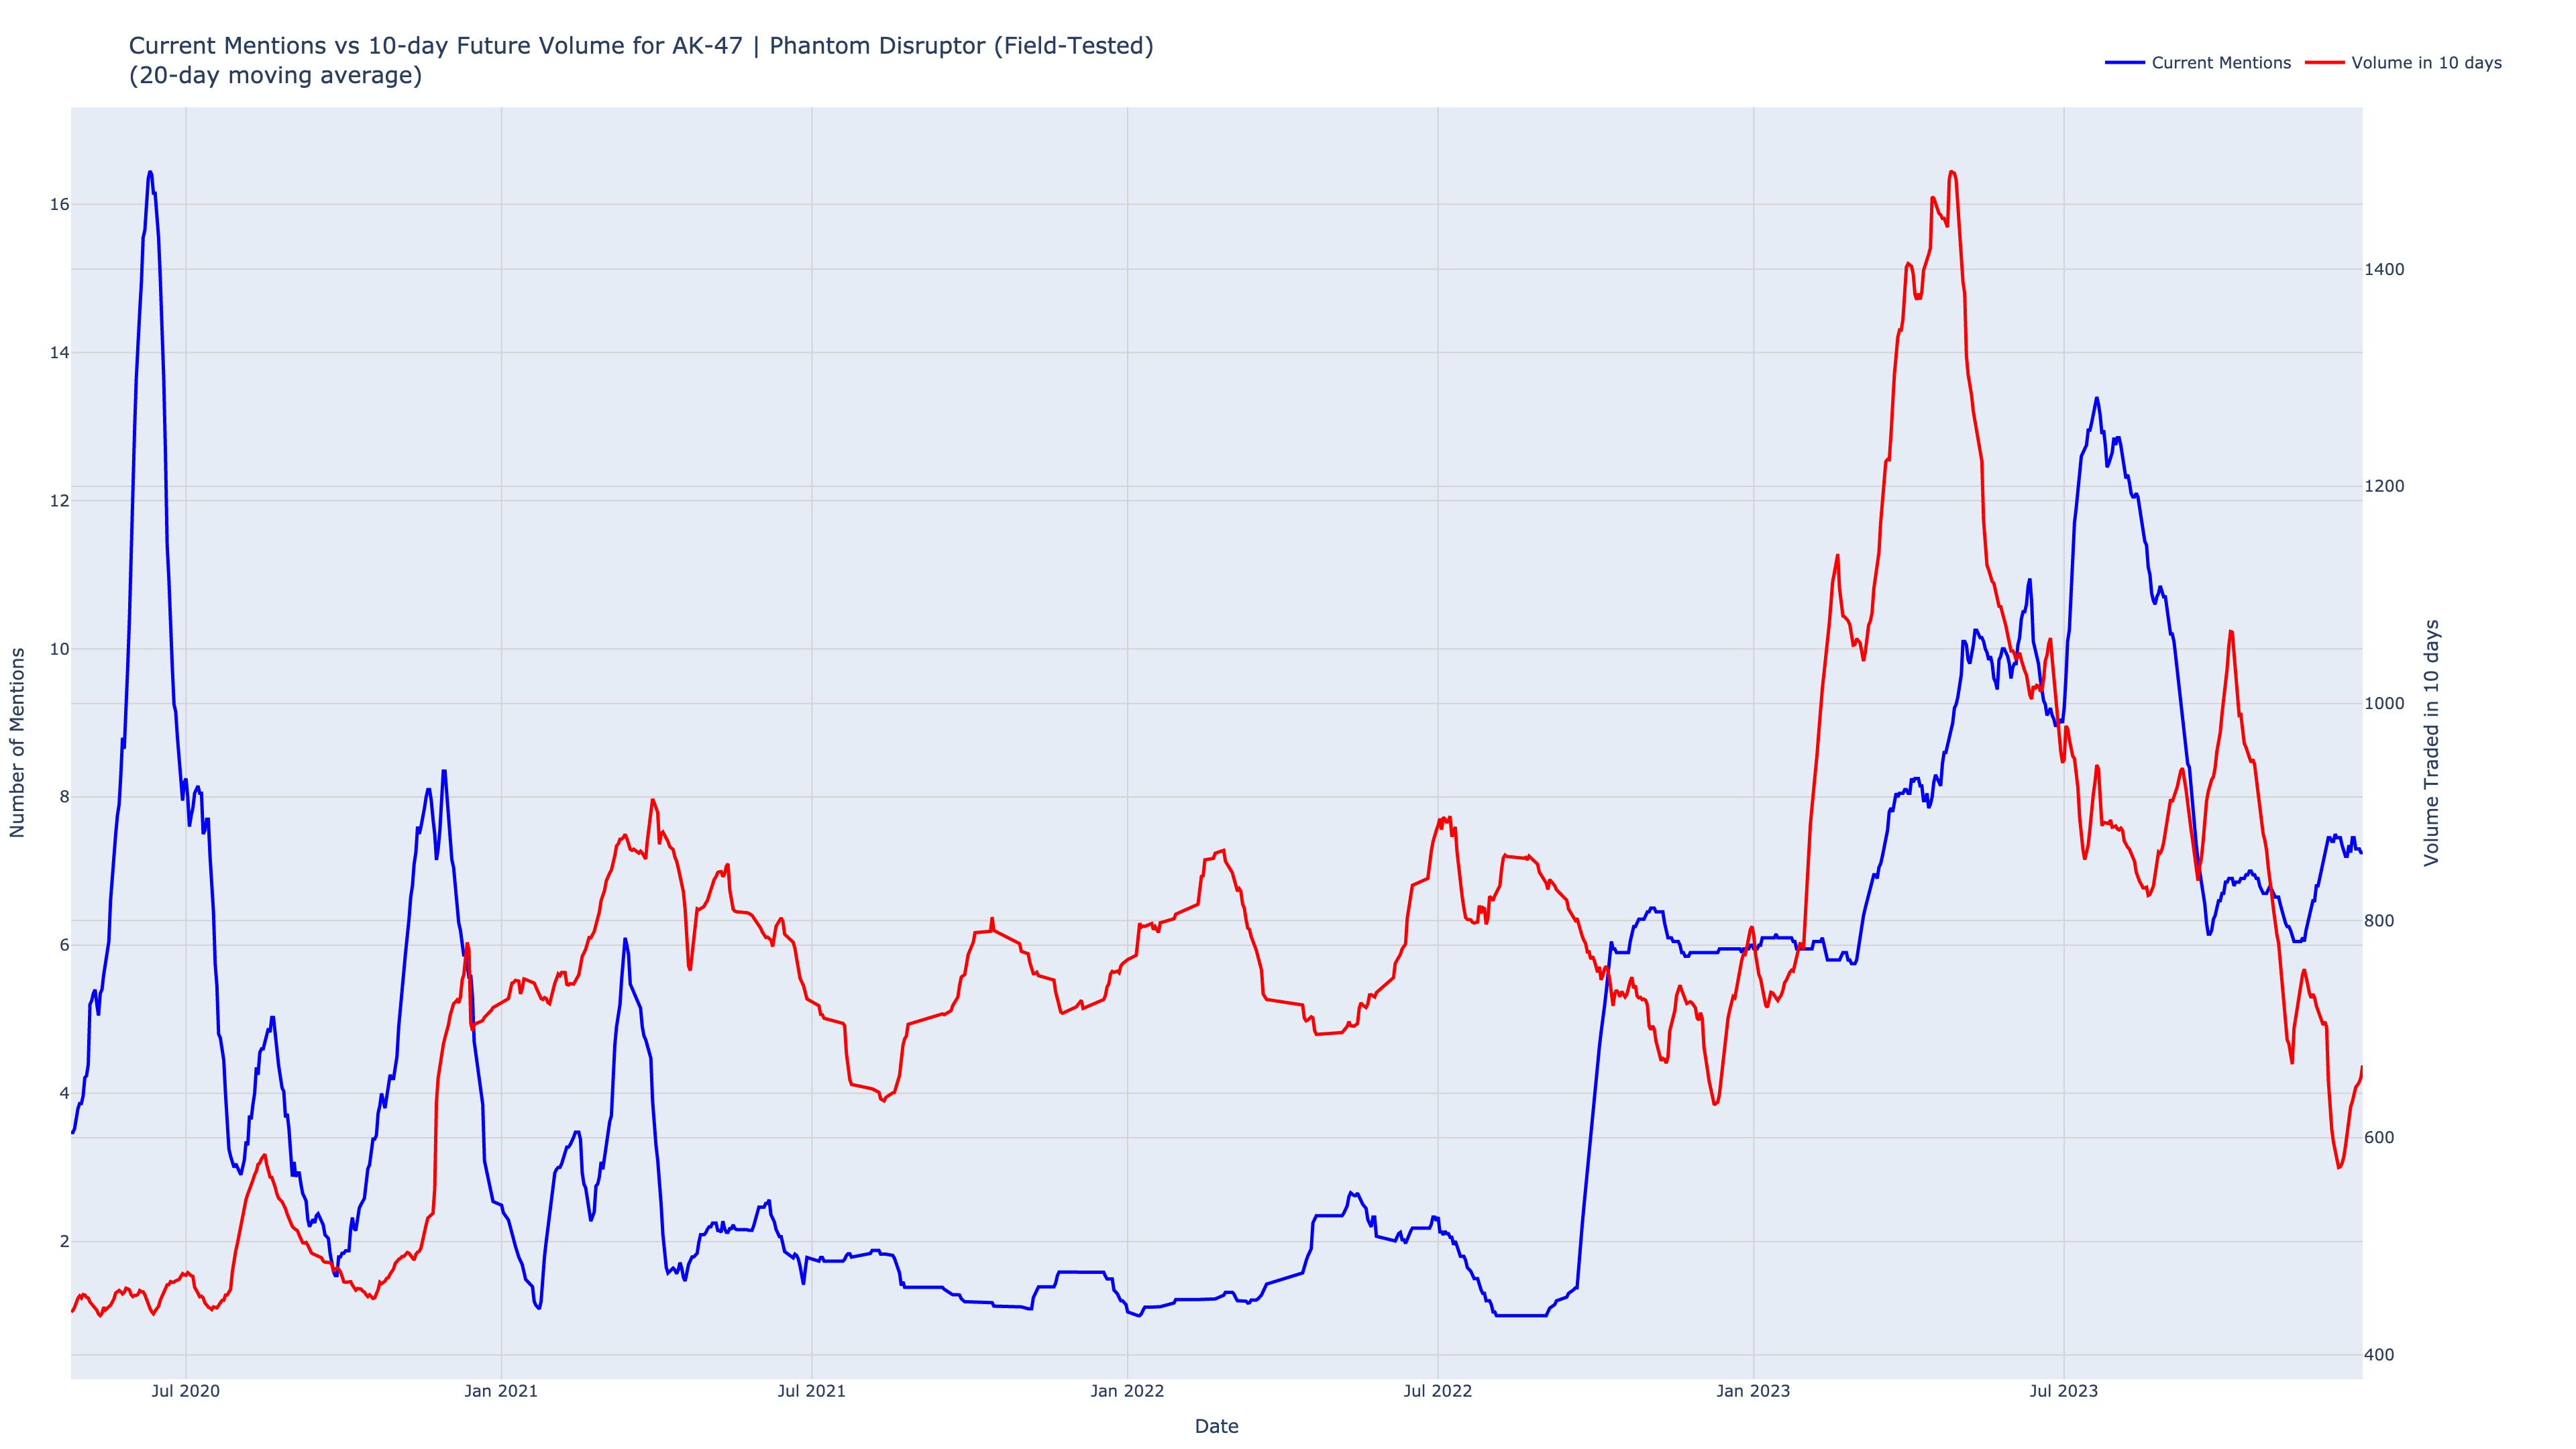 Current Mentions vs 10-day Future Volume for AK-47 | Phantom Disruptor (Field-Tested)
(20-day moving average)
Current Mentions
Volume in 10 days
Number of Mentions
16
14
12
10
8
6
4
2
1400
1200
1000
800
600
400
Volume Traded in 10 days
Jul 2020
Jan 2021
Jul 2021
Jan 2022
Jul 2022
Jan 2023
Jul 2023
Date